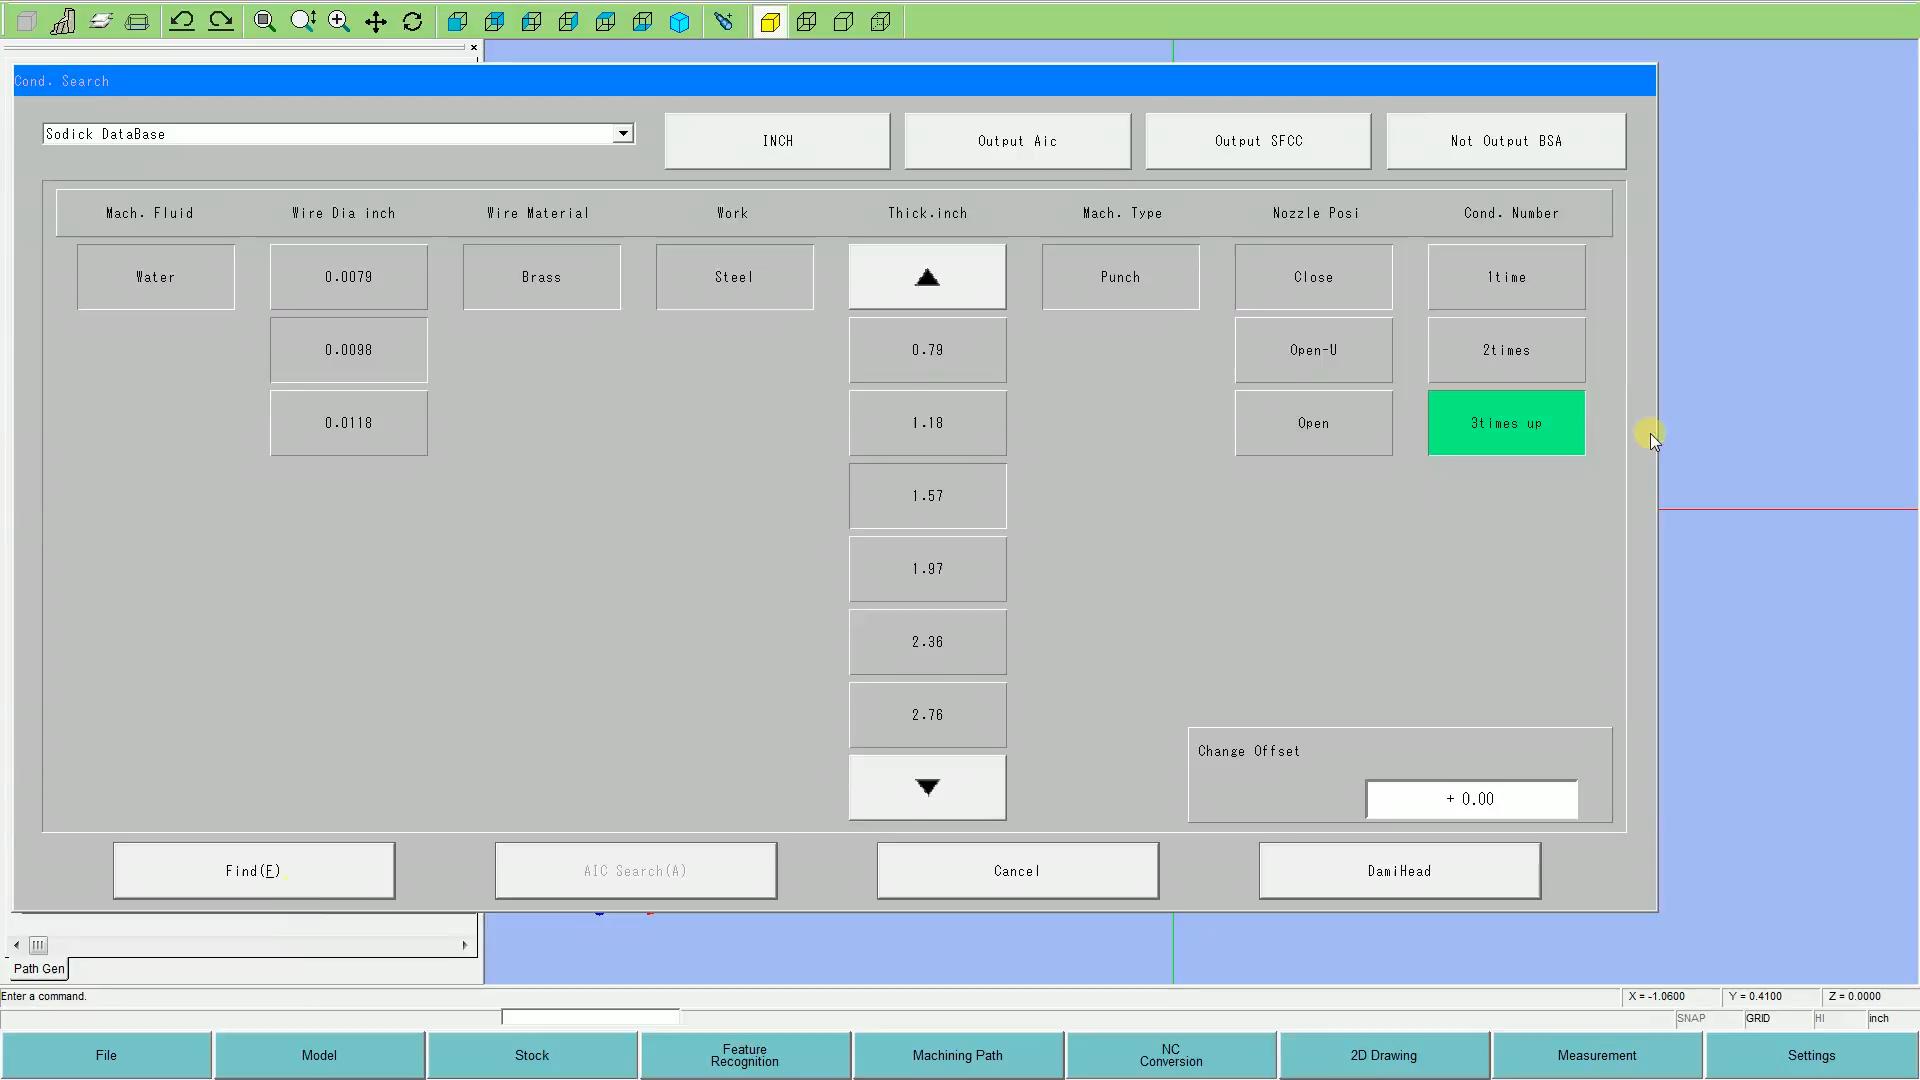 Cond. Search
Sodick DataBase
INCH
Output Aic
Output SFCC
Not Output BSA
Mach. Fluid
Wire Dia inch
Wire Material
Work
Thick.inch
Mach. Type
Nozzle Posi
Cond. Number
Water
0.0079
Brass
Steel
Punch
Close
1time
0.0098
0.79
Open-U
2times
0.0118
1.18
Open
3times up
1.57
1.97
2.36
2.76
Change Offset
+ 0.00
Find(F)
AIC Search(A)
Cancel
DamiHead
Path Gen
Enter a command.
X = -1.0600
Y = 0.4100
Z = 0.0000
SNAP
GRID
HI
inch
File
Model
Stock
Feature
Recognition
Machining Path
NC
Conversion
2D Drawing
Measurement
Settings